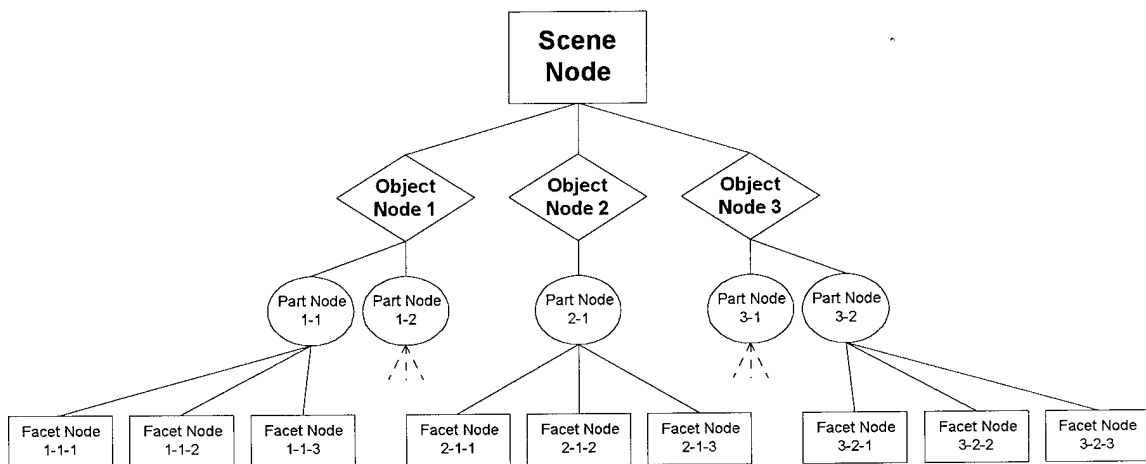 Scene
Node
Object
Node 1
Object
Node 2
Object
Node 3
Part Node
1-1
Part Node
1-2
Part Node
2-1
Part Node
3-1
Part Node
3-2
Facet Node
1-1-1
Facet Node
1-1-2
Facet Node
1-1-3
Facet Node
2-1-1
Facet Node
2-1-2
Facet Node
2-1-3
Facet Node
3-2-1
Facet Node
3-2-2
Facet Node
3-2-3